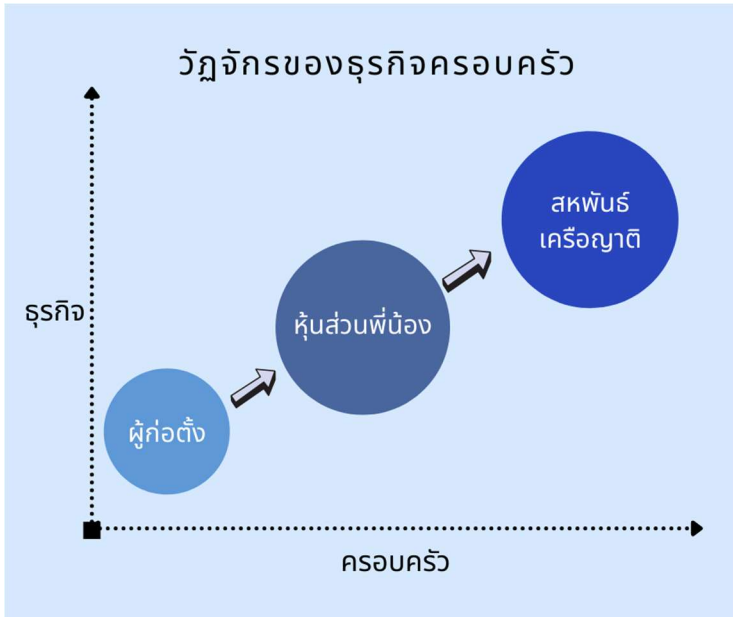 วัฏจักรของธุรกิจครอบครัว
สหพันธ์
เครือญาติ
ธุรกิจ
หุ้นส่วนพี่น้อง
ผู้ก่อตั้ง
ครอบครัว